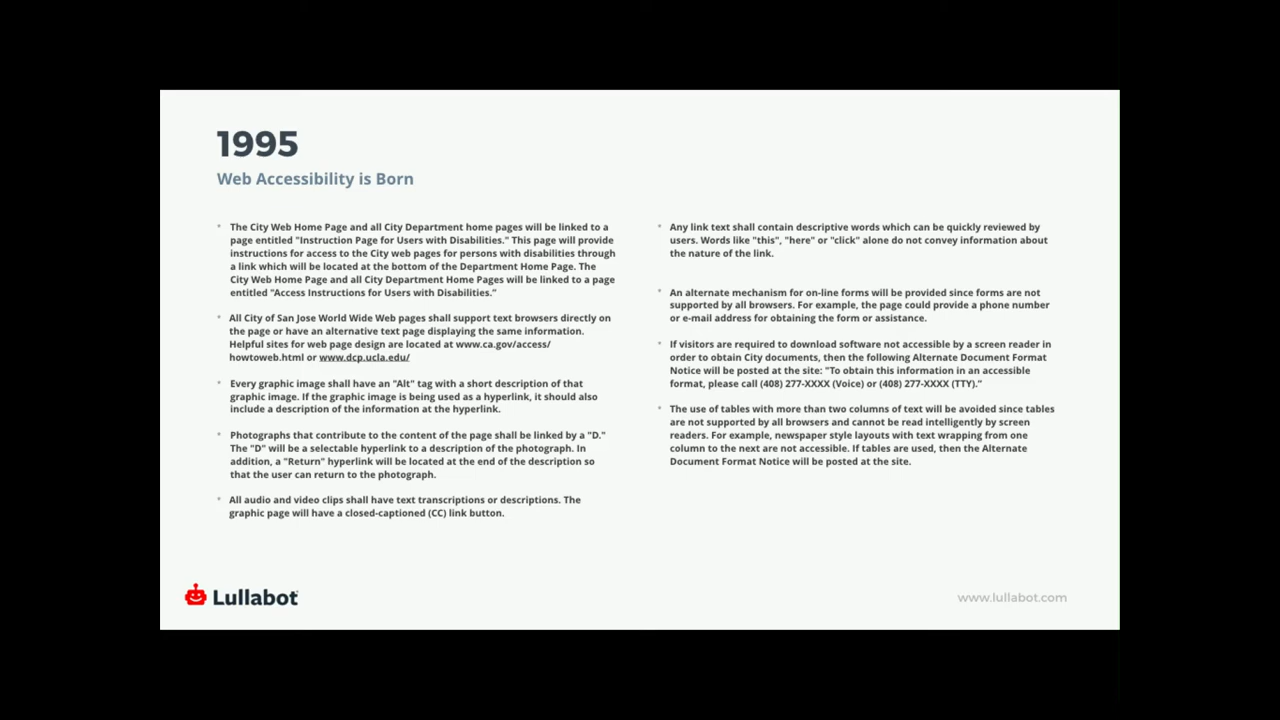 1995
Web Accessibility is Born
The City Web Home Page and all City Department home pages will be linked to a
page entitled "Instruction Page for Users with Disabilities." This page will provide
instructions for access to the City web pages for persons with disabilities through
a link which will be located at the bottom of the Department Home Page. The
City Web Home Page and all City Department Home Pages will be linked to a page
entitled "Access Instructions for Users with Disabilities."
All City of San Jose World Wide Web pages shall support text browsers directly on
the page or have an alternative text page displaying the same information.
Helpful sites for web page design are located at www.ca.gov/access/
howtoweb.html or www.dcp.ucla.edu/
Every graphic image shall have an "Alt" tag with a short description of that
graphic image. If the graphic image is being used as a hyperlink, it should also
include a description of the information at the hyperlink.
Photographs that contribute to the content of the page shall be linked by a "D."
The "D" will be a selectable hyperlink to a description of the photograph. In
addition, a "Return" hyperlink will be located at the end of the description so
that the user can return to the photograph.
All audio and video clips shall have text transcriptions or descriptions. The
graphic page will have a closed-captioned (CC) link button.
Any link text shall contain descriptive words which can be quickly reviewed by
users. Words like "this", "here" or "click" alone do not convey information about
the nature of the link.
An alternate mechanism for on-line forms will be provided since forms are not
supported by all browsers. For example, the page could provide a phone number
or e-mail address for obtaining the form or assistance.
If visitors are required to download software not accessible by a screen reader in
order to obtain City documents, then the following Alternate Document Format
Notice will be posted at the site: "To obtain this information in an accessible
format, please call (408) 277-XXXX (Voice) or (408) 277-XXXX (TTY)."
The use of tables with more than two columns of text will be avoided since tables
are not supported by all browsers and cannot be read intelligently by screen
readers. For example, newspaper style layouts with text wrapping from one
column to the next are not accessible. If tables are used, then the Alternate
Document Format Notice will be posted at the site.
Lullabot
www.lullabot.com